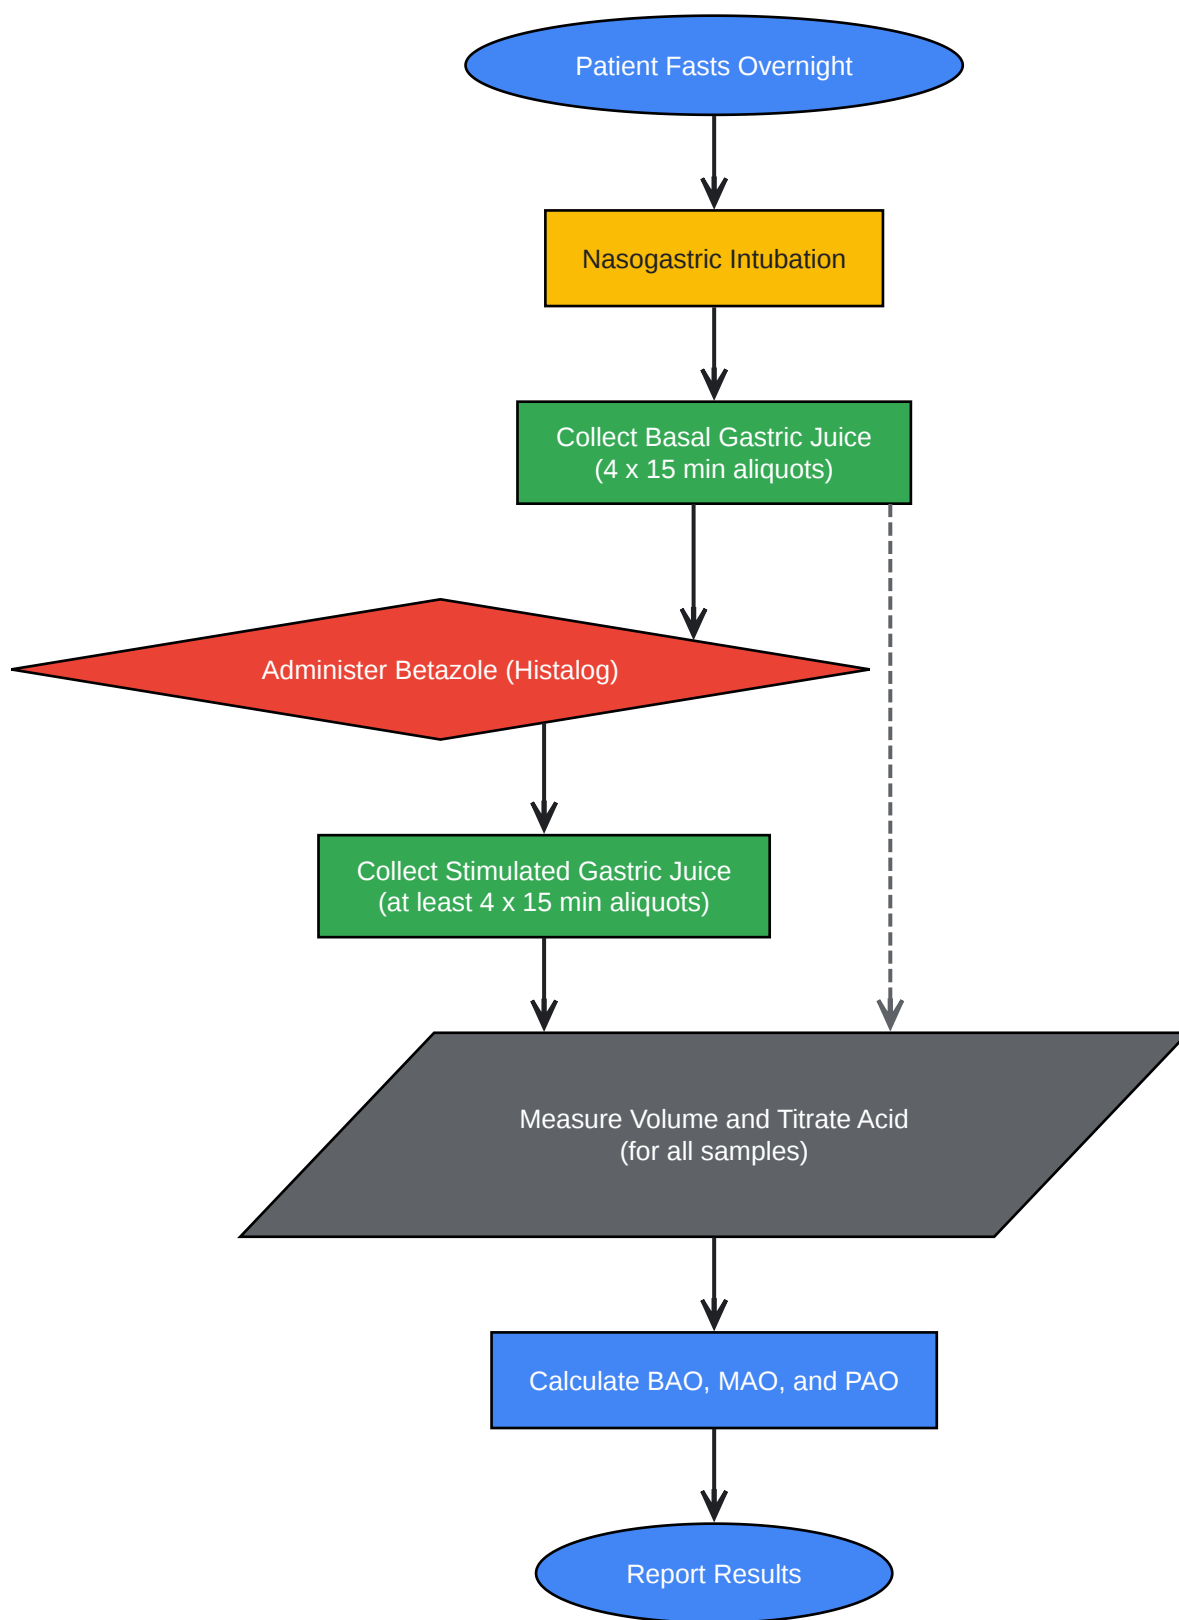 Patient Fasts Overnight
Nasogastric Intubation
Collect Basal Gastric Juice
(4 x 15 min aliquots)
Administer Betazole (Histalog)
Collect Stimulated Gastric Juice
(at least 4 x 15 min aliquots)
Measure Volume and Titrate Acid
(for all samples)
Calculate BAO, MAO, and PAO
Report Results